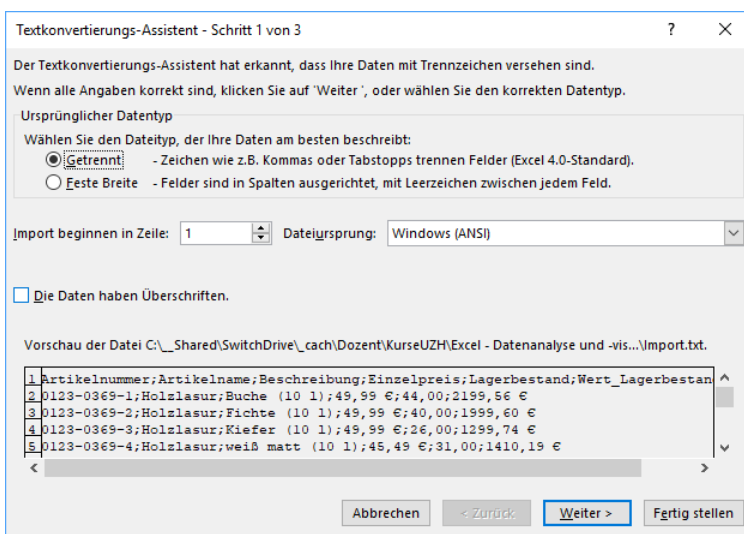 Textkonvertierungs-Assistent - Schritt 1 von 3
Der Textkonvertierungs-Assistent hat erkannt, dass Ihre Daten mit Trennzeichen versehen sind.
Wenn alle Angaben korrekt sind, klicken Sie auf 'Weiter ', oder wählen Sie den korrekten Datentyp.
Ursprünglicher Datentyp
Wählen Sie den Dateityp, der Ihre Daten am besten beschreibt:
Getrennt - Zeichen wie z.B. Kommas oder Tabstopps trennen Felder (Excel 4.0-Standard).
Feste Breite - Felder sind in Spalten ausgerichtet, mit Leerzeichen zwischen jedem Feld.
Import beginnen in Zeile: 1 Dateiursprung: Windows (ANSI)
Die Daten haben Überschriften.
Vorschau der Datei C:\__Shared\SwitchDrive\_cach\Dozent\KurseUZH\Excel - Datenanalyse und -vis...\Import.txt.
1 Artikelnummer;Artikelname;Beschreibung;Einzelpreis;Lagerbestand;Wert_Lagerbestan
2 0123-0369-1;Holzlasur;Buche (10 l);49,99 €;44,00;2199,56 €
3 0123-0369-2;Holzlasur;Fichte (10 l);49,99 €;40,00;1999,60 €
4 0123-0369-3;Holzlasur;Kiefer (10 l);49,99 €;26,00;1299,74 €
5 0123-0369-4;Holzlasur;weiß matt (10 l);45,49 €;31,00;1410,19 €
Abbrechen < Zurück Weiter > Fertig stellen